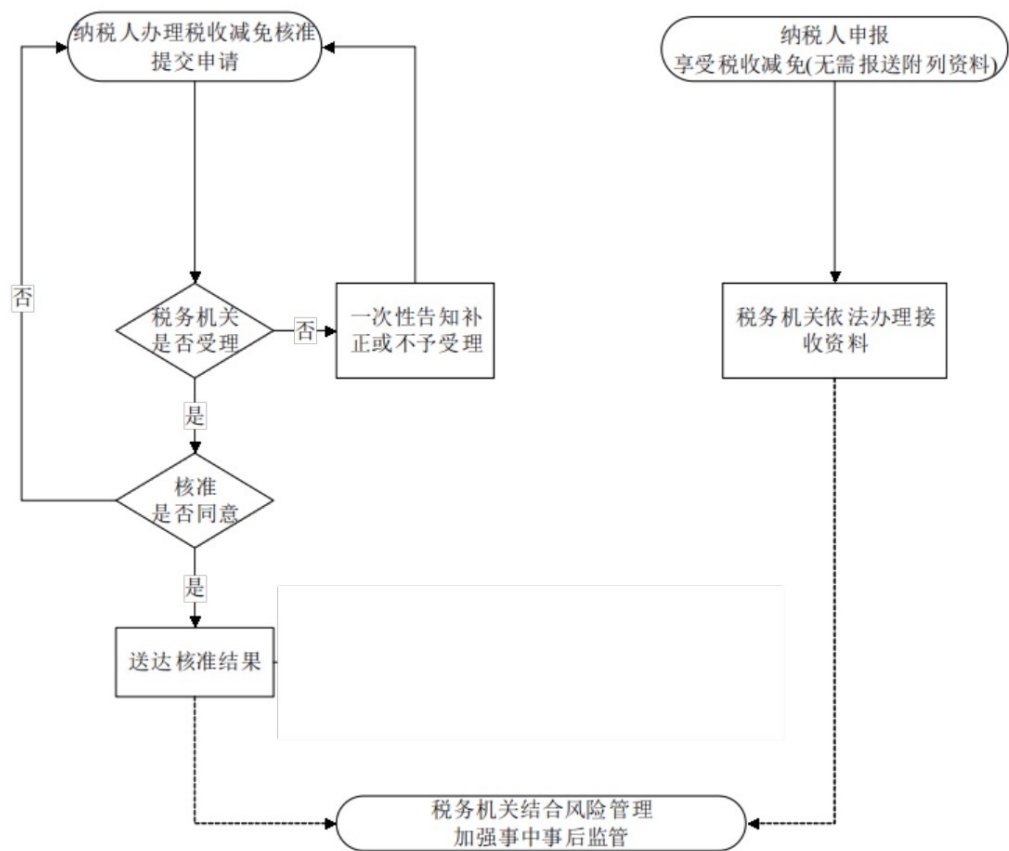 纳税人办理税收减免核准
提交申请
纳税人申报
享受税收减免(无需报送附列资料)
否
税务机关
是否受理
否
一次性告知补
正或不予受理
税务机关依法办理接
收资料
是
核准
是否同意
是
送达核准结果
税务机关结合风险管理
加强事中事后监管